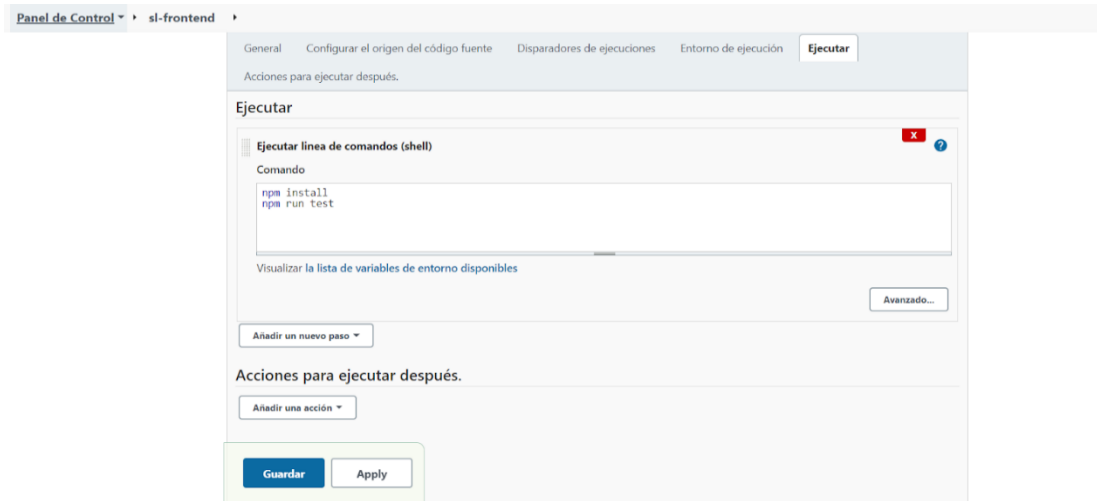 Panel de Control sl-frontend
General Configurar el origen del código fuente Disparadores de ejecuciones Entorno de ejecución Ejecutar
Acciones para ejecutar después.
Ejecutar
X
Ejecutar linea de comandos (shell) ?
Comando
npm install
npm run test
Visualizar la lista de variables de entorno disponibles
Avanzado...
Añadir un nuevo paso
Acciones para ejecutar después.
Añadir una acción
Guardar Apply